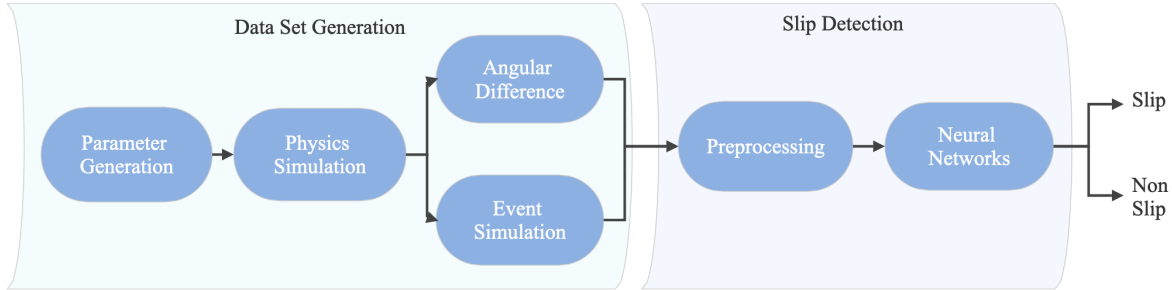 Data Set Generation
Parameter
Generation
Physics
Simulation
Angular
Difference
Event
Simulation
Slip Detection
Preprocessing
Neural
Networks
Slip
Non
Slip